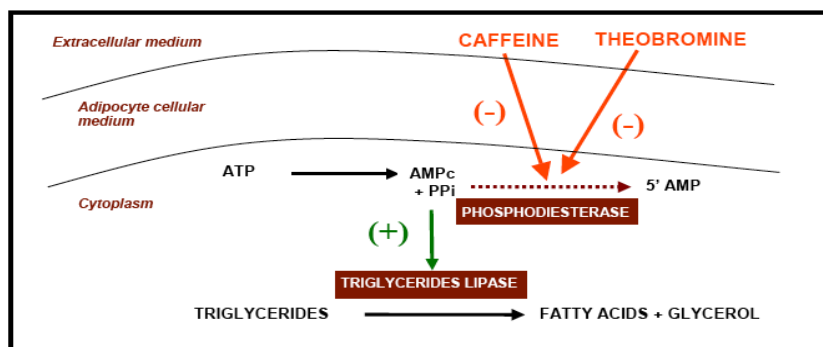 Extracellular medium
CAFFEINE
THEOBROMINE
Adipocyte cellular
medium
(-)
(-)
ATP
AMPc
+ PPi
5' AMP
Cytoplasm
PHOSPHODIESTERASE
(+)
TRIGLYCERIDES LIPASE
TRIGLYCERIDES
FATTY ACIDS + GLYCEROL